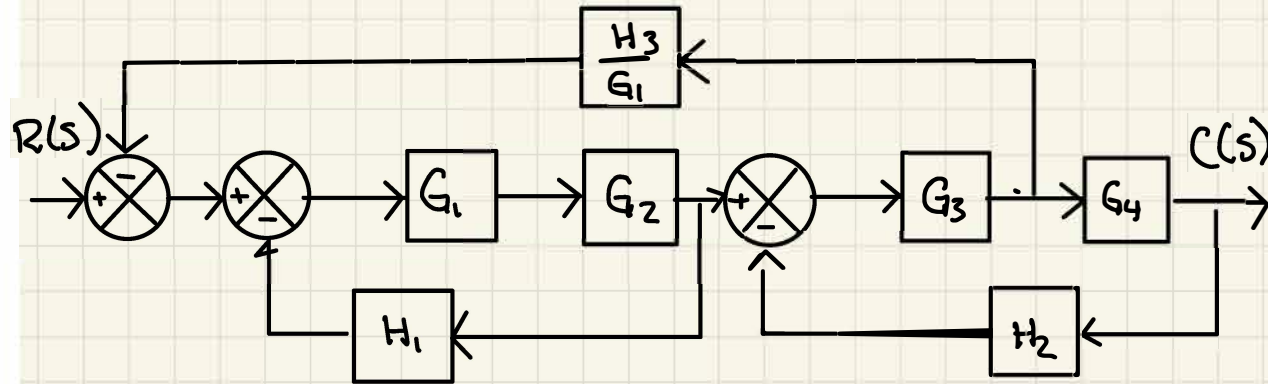 H3
G1
R(S)
C(S)
-
+
+
-
G1
G2
+
-
G3
G4
H1
H2